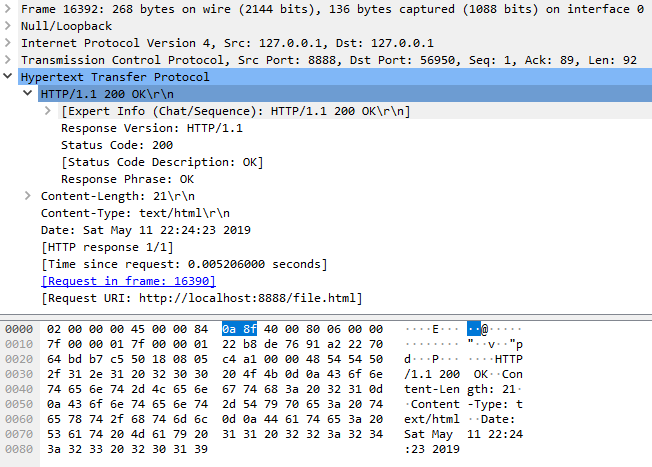 Frame 16392: 268 bytes on wire (2144 bits), 136 bytes captured (1088 bits) on interface 0
Null/Loopback
Internet Protocol Version 4, Src: 127.0.0.1, Dst: 127.0.0.1
Transmission Control Protocol, Src Port: 8888, Dst Port: 56950, Seq: 1, Ack: 89, Len: 92
Hypertext Transfer Protocol
HTTP/1.1 200 OK\r\n
[Expert Info (Chat/Sequence): HTTP/1.1 200 OK\r\n]
Response Version: HTTP/1.1
Status Code: 200
[Status Code Description: OK]
Response Phrase: OK
Content-Length: 21\r\n
Content-Type: text/html\r\n
Date: Sat May 11 22:24:23 2019
[HTTP response 1/1]
[Time since request: 0.005206000 seconds]
[Request in frame: 16390]
[Request URI: http://localhost:8888/file.html]
0000 02 00 00 00 45 00 00 84 0a 8f 40 00 80 06 00 00 ····E··· ··@·····
0010 7f 00 00 01 7f 00 00 01 22 b8 de 76 91 a2 22 70 ········ "··v··"p
0020 64 bd b7 c5 50 18 08 05 c4 a1 00 00 48 54 54 50 d···P··· ····HTTP
0030 2f 31 2e 31 20 32 30 30 20 4f 4b 0d 0a 43 6f 6e /1.1 200 OK··Con
0040 74 65 6e 74 2d 4c 65 6e 67 74 68 3a 20 32 31 0d tent-Len gth: 21·
0050 0a 43 6f 6e 74 65 6e 74 2d 54 79 70 65 3a 20 74 ·Content -Type: t
0060 65 78 74 2f 68 74 6d 6c 0d 0a 44 61 74 65 3a 20 ext/html ··Date:
0070 53 61 74 20 4d 61 79 20 31 31 20 32 32 3a 32 34 Sat May 11 22:24
0080 3a 32 33 20 32 30 31 39 :23 2019